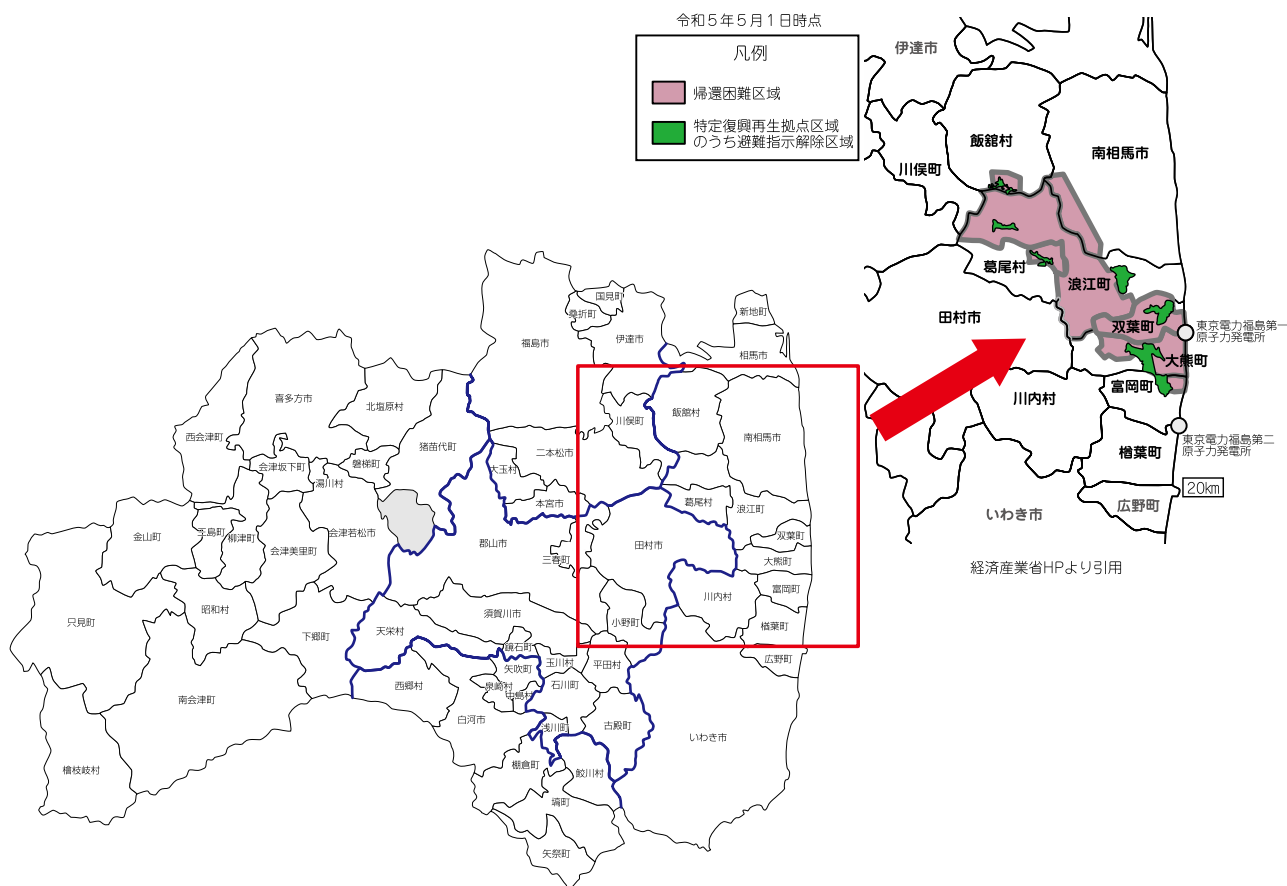 令和5年5月1日時点
凡例
帰還困難区域
特定復興再生拠点区域
のうち避難指示解除区域
伊達市
飯舘村
南相馬市
川俣町
葛尾村
浪江町
田村市
双葉町
東京電力福島第一
原子力発電所
大熊町
富岡町
川内村
東京電力福島第二
原子力発電所
楢葉町
20km
広野町
いわき市
経済産業省HPより引用
国見町
桑折町
新地町
伊達市
福島市
相馬市
喜多方市
北塩原村
川俣町
飯舘村
西会津町
猪苗代町
南相馬市
二本松市
会津坂下町
磐梯町
大玉村
湯川村
本宮市
葛尾村
浪江町
金山町
三島町
柳津町
会津若松市
郡山市
田村市
双葉町
会津美里町
三春町
大熊町
富岡町
川内村
昭和村
須賀川市
小野町
只見町
下郷町
天栄村
楢葉町
鏡石町
玉川村
平田村
広野町
矢吹町
西郷村
泉崎村
石川町
中島村
南会津町
白河市
浅川町
古殿町
いわき市
棚倉町
檜枝岐村
鮫川村
塙町
矢祭町